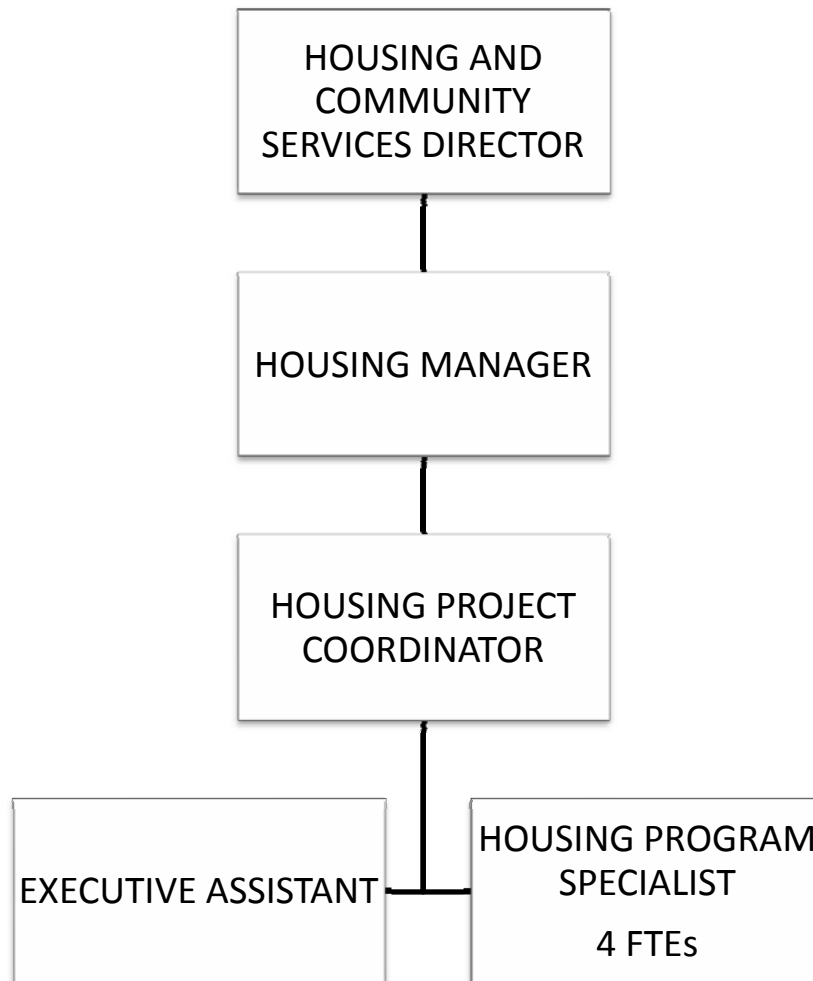 HOUSING AND
COMMUNITY
SERVICES DIRECTOR
HOUSING MANAGER
HOUSING PROJECT
COORDINATOR
EXECUTIVE ASSISTANT
HOUSING PROGRAM
SPECIALIST
4 FTEs